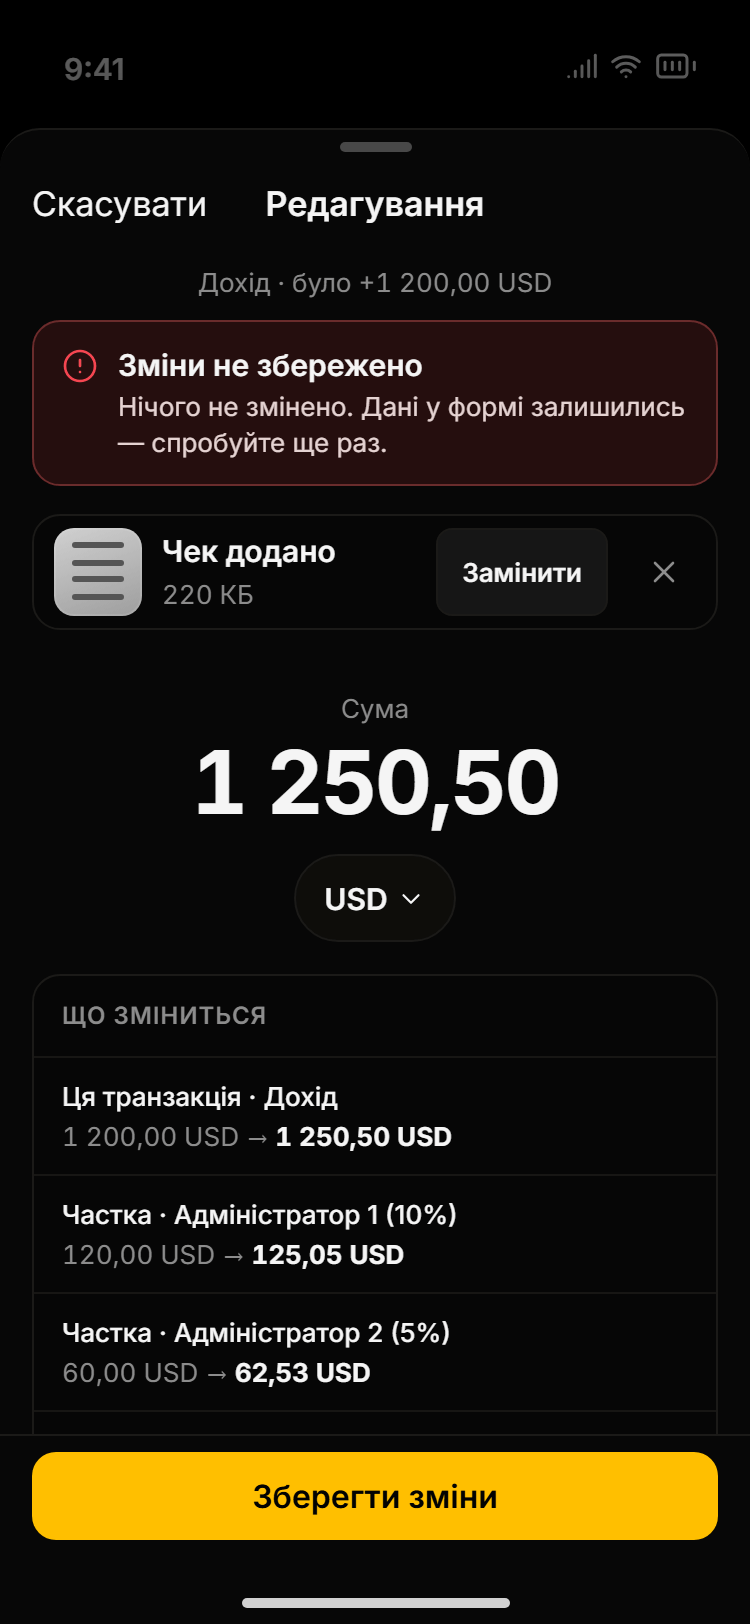 9:41
Скасувати
Редагування
Дохід · було +1 200,00 USD
Зміни не збережено
Нічого не змінено. Дані у формі залишились
— спробуйте ще раз.
Чек додано
220 КБ
Замінити
Сума
1 250,50
USD
ЩО ЗМІНИТЬСЯ
Ця транзакція · Дохід
1 200,00 USD → 1 250,50 USD
Частка · Адміністратор 1 (10%)
120,00 USD → 125,05 USD
Частка · Адміністратор 2 (5%)
60,00 USD → 62,53 USD
Зберегти зміни